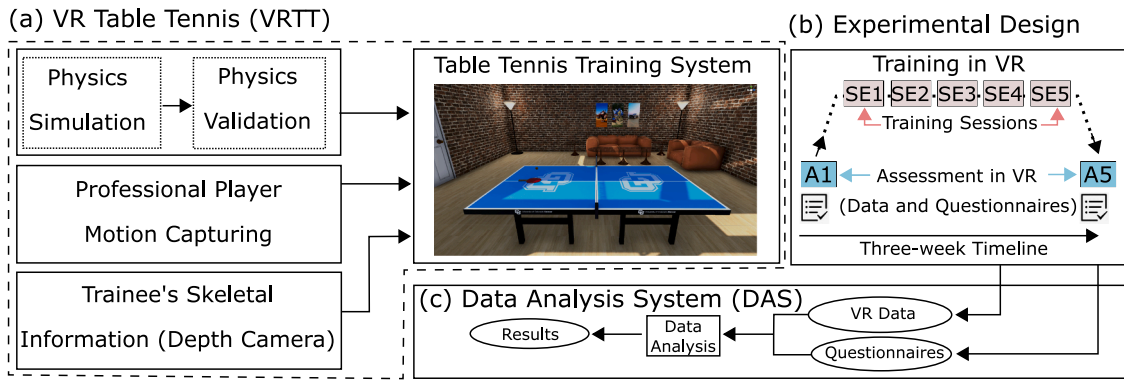 (a) VR Table Tennis (VRTT)
Physics
Simulation
Physics
Validation
Professional Player
Motion Capturing
Trainee's Skeletal
Information (Depth Camera)
Table Tennis Training System
(b) Experimental Design
Training in VR
SE1 SE2 SE3 SE4 SE5
Training Sessions
A1 Assessment in VR A5
(Data and Questionnaires)
Three-week Timeline
(c) Data Analysis System (DAS)
Results
Data
Analysis
VR Data
Questionnaires